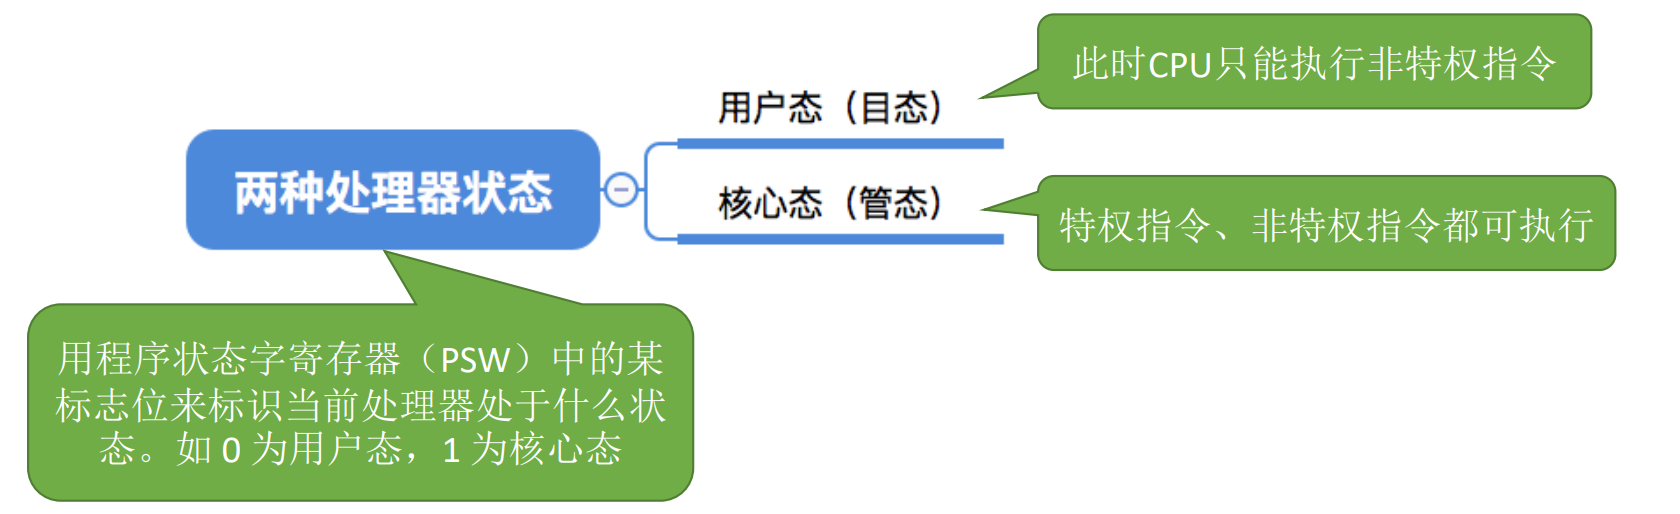 此时CPU只能执行非特权指令
用户态（目态）
两种处理器状态
核心态（管态）
特权指令、非特权指令都可执行
用程序状态字寄存器（PSW）中的某
标志位来标识当前处理器处于什么状
态。如 0 为用户态，1 为核心态